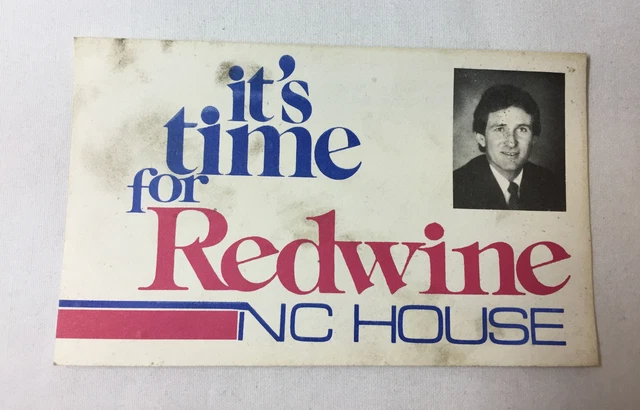 it's
time
for
Redwine
NC HOUSE